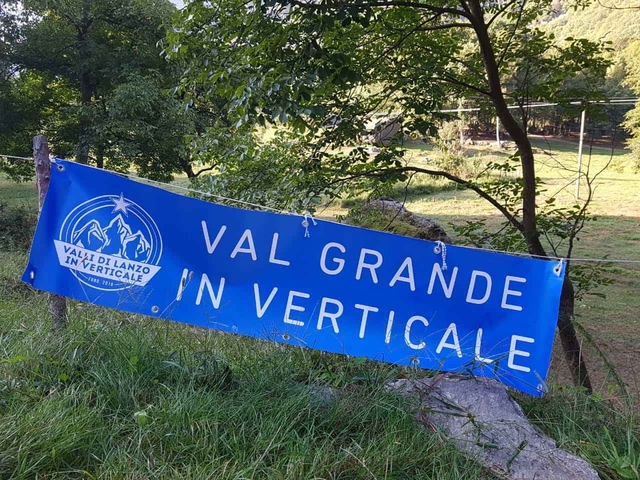 VALLI DI LANZO
IN VERTICALE
VAL GRANDE
IN VERTICALE